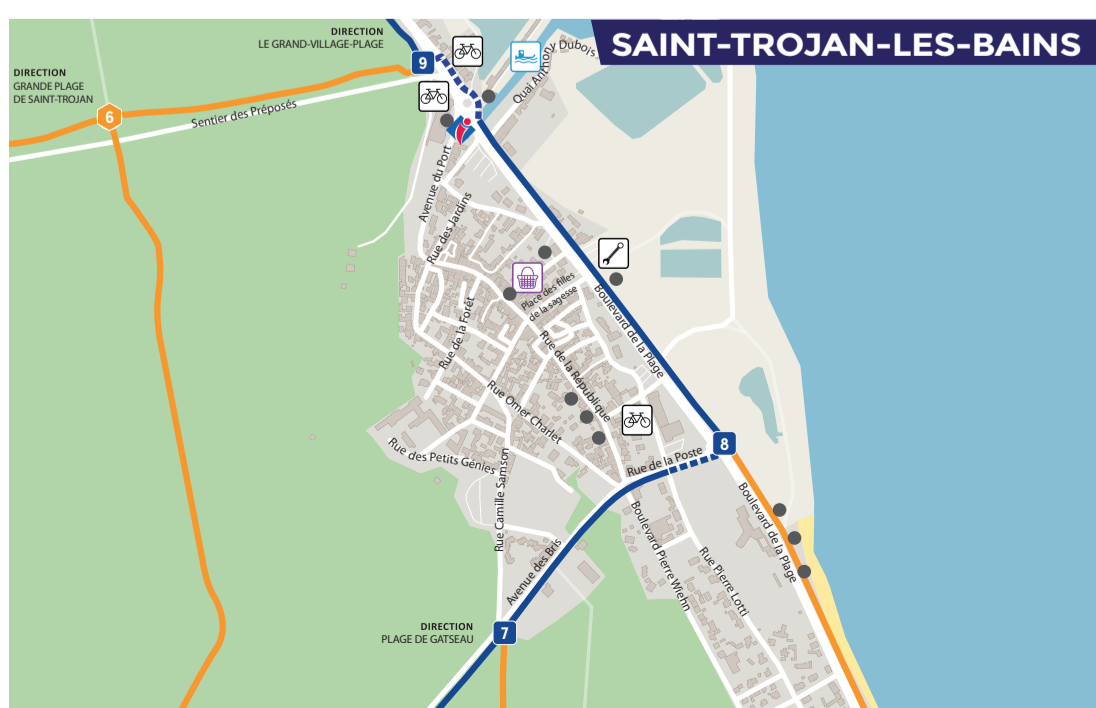 SAINT-TROJAN-LES-BAINS
DIRECTION
LE GRAND-VILLAGE-PLAGE
DIRECTION
GRANDE PLAGE
DE SAINT-TROJAN
9
6
Sentier des Préposés
Quai Anthony Dubois
Avenue du Port
Rue des Jardins
Place des filles
de la sagesse
Boulevard de la Plage
Rue de la Forêt
Rue de la République
Rue Omer Charlet
Rue des Petits Génies
Rue Camille Samson
Rue de la Poste
8
Boulevard de la Plage
Boulevard Pierre Wiehn
Rue Pierre Lotti
Avenue des Bris
DIRECTION
PLAGE DE GATSEAU
7